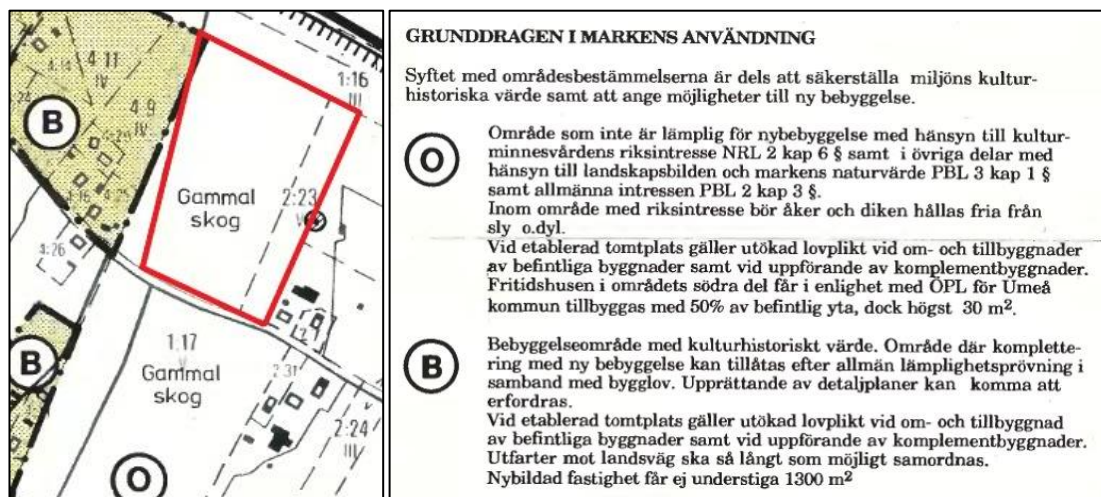 4:14
4:11
IV
24
B
4:9
IV
4:16
4:25
4:26
1:16
III
Gammal
skog
2:23
V
B
1:17
V
Gammal
skog
2:31
2:24
III
O
GRUNDDRAGEN I MARKENS ANVÄNDNING
Syftet med områdesbestämmelserna är dels att säkerställa miljöns kultur-
historiska värde samt att ange möjligheter till ny bebyggelse.
O
Område som inte är lämplig för nybebyggelse med hänsyn till kultur-
minnesvårdens riksintresse NRL 2 kap 6 § samt i övriga delar med
hänsyn till landskapsbilden och markens naturvärde PBL 3 kap 1 §
samt allmänna intressen PBL 2 kap 3 §.
Inom område med riksintresse bör åker och diken hållas fria från
sly o.dyl.
Vid etablerad tomtplats gäller utökad lovplikt vid om- och tillbyggnader
av befintliga byggnader samt vid uppförande av komplementbyggnader.
Fritidshusen i områdets södra del får i enlighet med ÖPL för Umeå
kommun tillbyggas med 50% av befintlig yta, dock högst 30 m².
B
Bebyggelseområde med kulturhistoriskt värde. Område där komplette-
ring med ny bebyggelse kan tillåtas efter allmän lämplighetsprövning i
samband med bygglov. Upprättande av detaljplaner kan komma att
erfordras.
Vid etablerad tomtplats gäller utökad lovplikt vid om- och tillbyggnad
av befintliga byggnader samt vid uppförande av komplementbyggnader.
Utfarter mot landsväg ska så långt som möjligt samordnas.
Nybildad fastighet får ej understiga 1300 m²